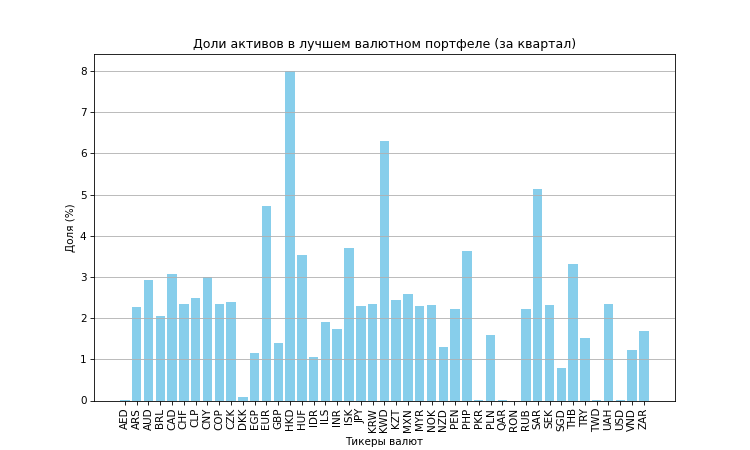 Доли активов в лучшем валютном портфеле (за квартал)
Доля (%)
8
7
6
5
4
3
2
1
0
AED
ARS
AUD
BRL
CAD
CHF
CLP
CNY
COP
CZK
DKK
EGP
EUR
GBP
HKD
HUF
IDR
ILS
INR
ISK
JPY
KRW
KWD
KZT
MXN
MYR
NOK
NZD
PEN
PHP
PKR
PLN
QAR
RON
RUB
SAR
SEK
SGD
THB
TRY
TWD
UAH
USD
VND
ZAR
Тикеры валют